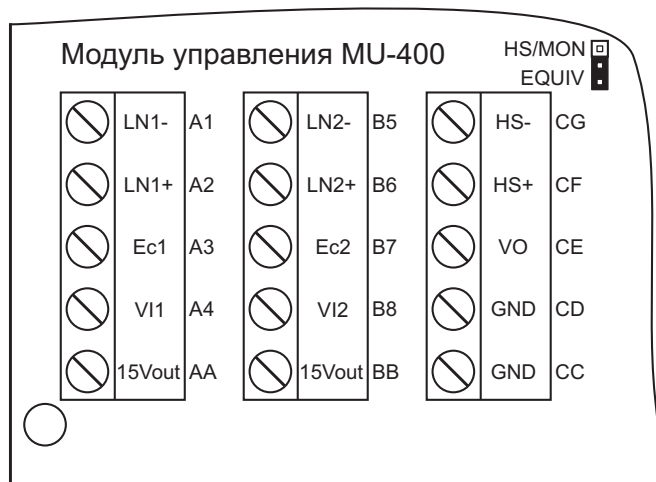 Модуль управления MU-400
HS/MON
EQUIV
LN1- A1 LN2- B5 HS- CG
LN1+ A2 LN2+ B6 HS+ CF
Ec1 A3 Ec2 B7 VO CE
VI1 A4 VI2 B8 GND CD
15Vout AA 15Vout BB GND CC